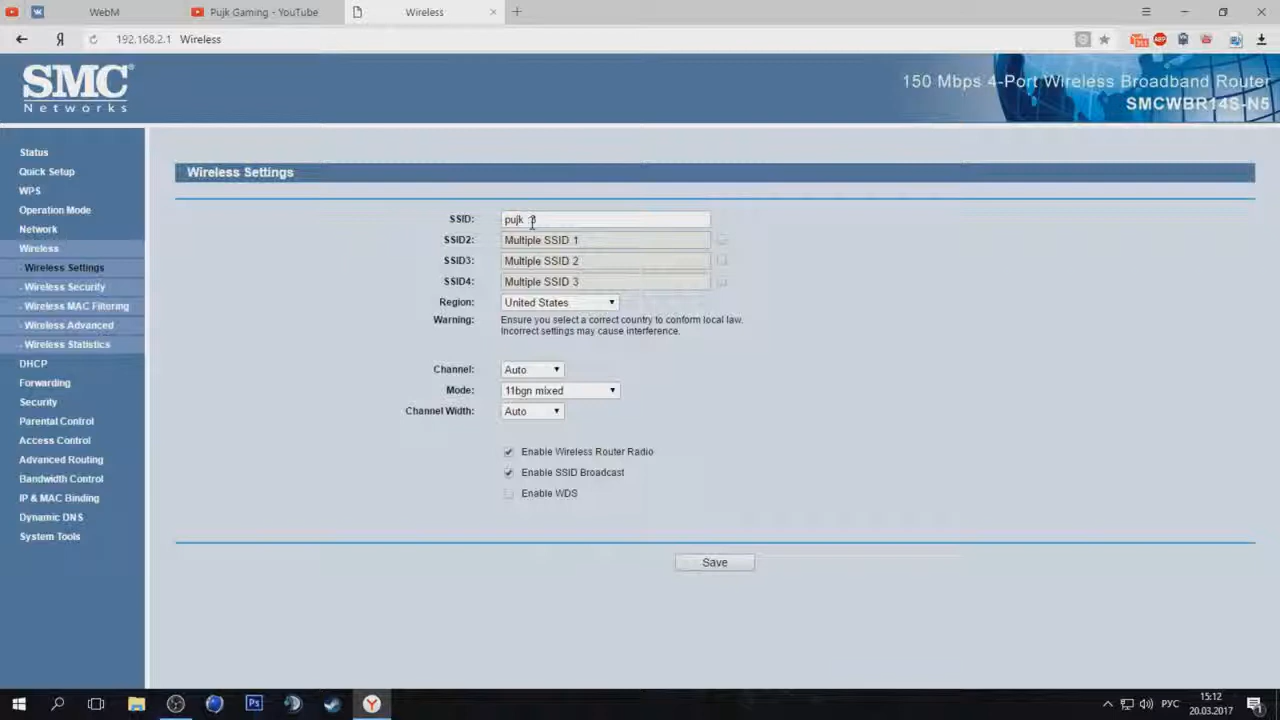 WebM
Pujk Gaming - YouTube
Wireless
192.168.2.1 Wireless
SMC®
Networks
150 Mbps 4-Port Wireless Broadband Router
SMCWBR14S-N5
Status
Quick Setup
WPS
Operation Mode
Network
Wireless
- Wireless Settings
- Wireless Security
- Wireless MAC Filtering
- Wireless Advanced
- Wireless Statistics
DHCP
Forwarding
Security
Parental Control
Access Control
Advanced Routing
Bandwidth Control
IP & MAC Binding
Dynamic DNS
System Tools
Wireless Settings
SSID: pujk
SSID2: Multiple SSID 1
SSID3: Multiple SSID 2
SSID4: Multiple SSID 3
Region: United States
Warning: Ensure you select a correct country to conform local law.
Incorrect settings may cause interference.
Channel: Auto
Mode: 11bgn mixed
Channel Width: Auto
Enable Wireless Router Radio
Enable SSID Broadcast
Enable WDS
Save
РУС
15:12
20.03.2017